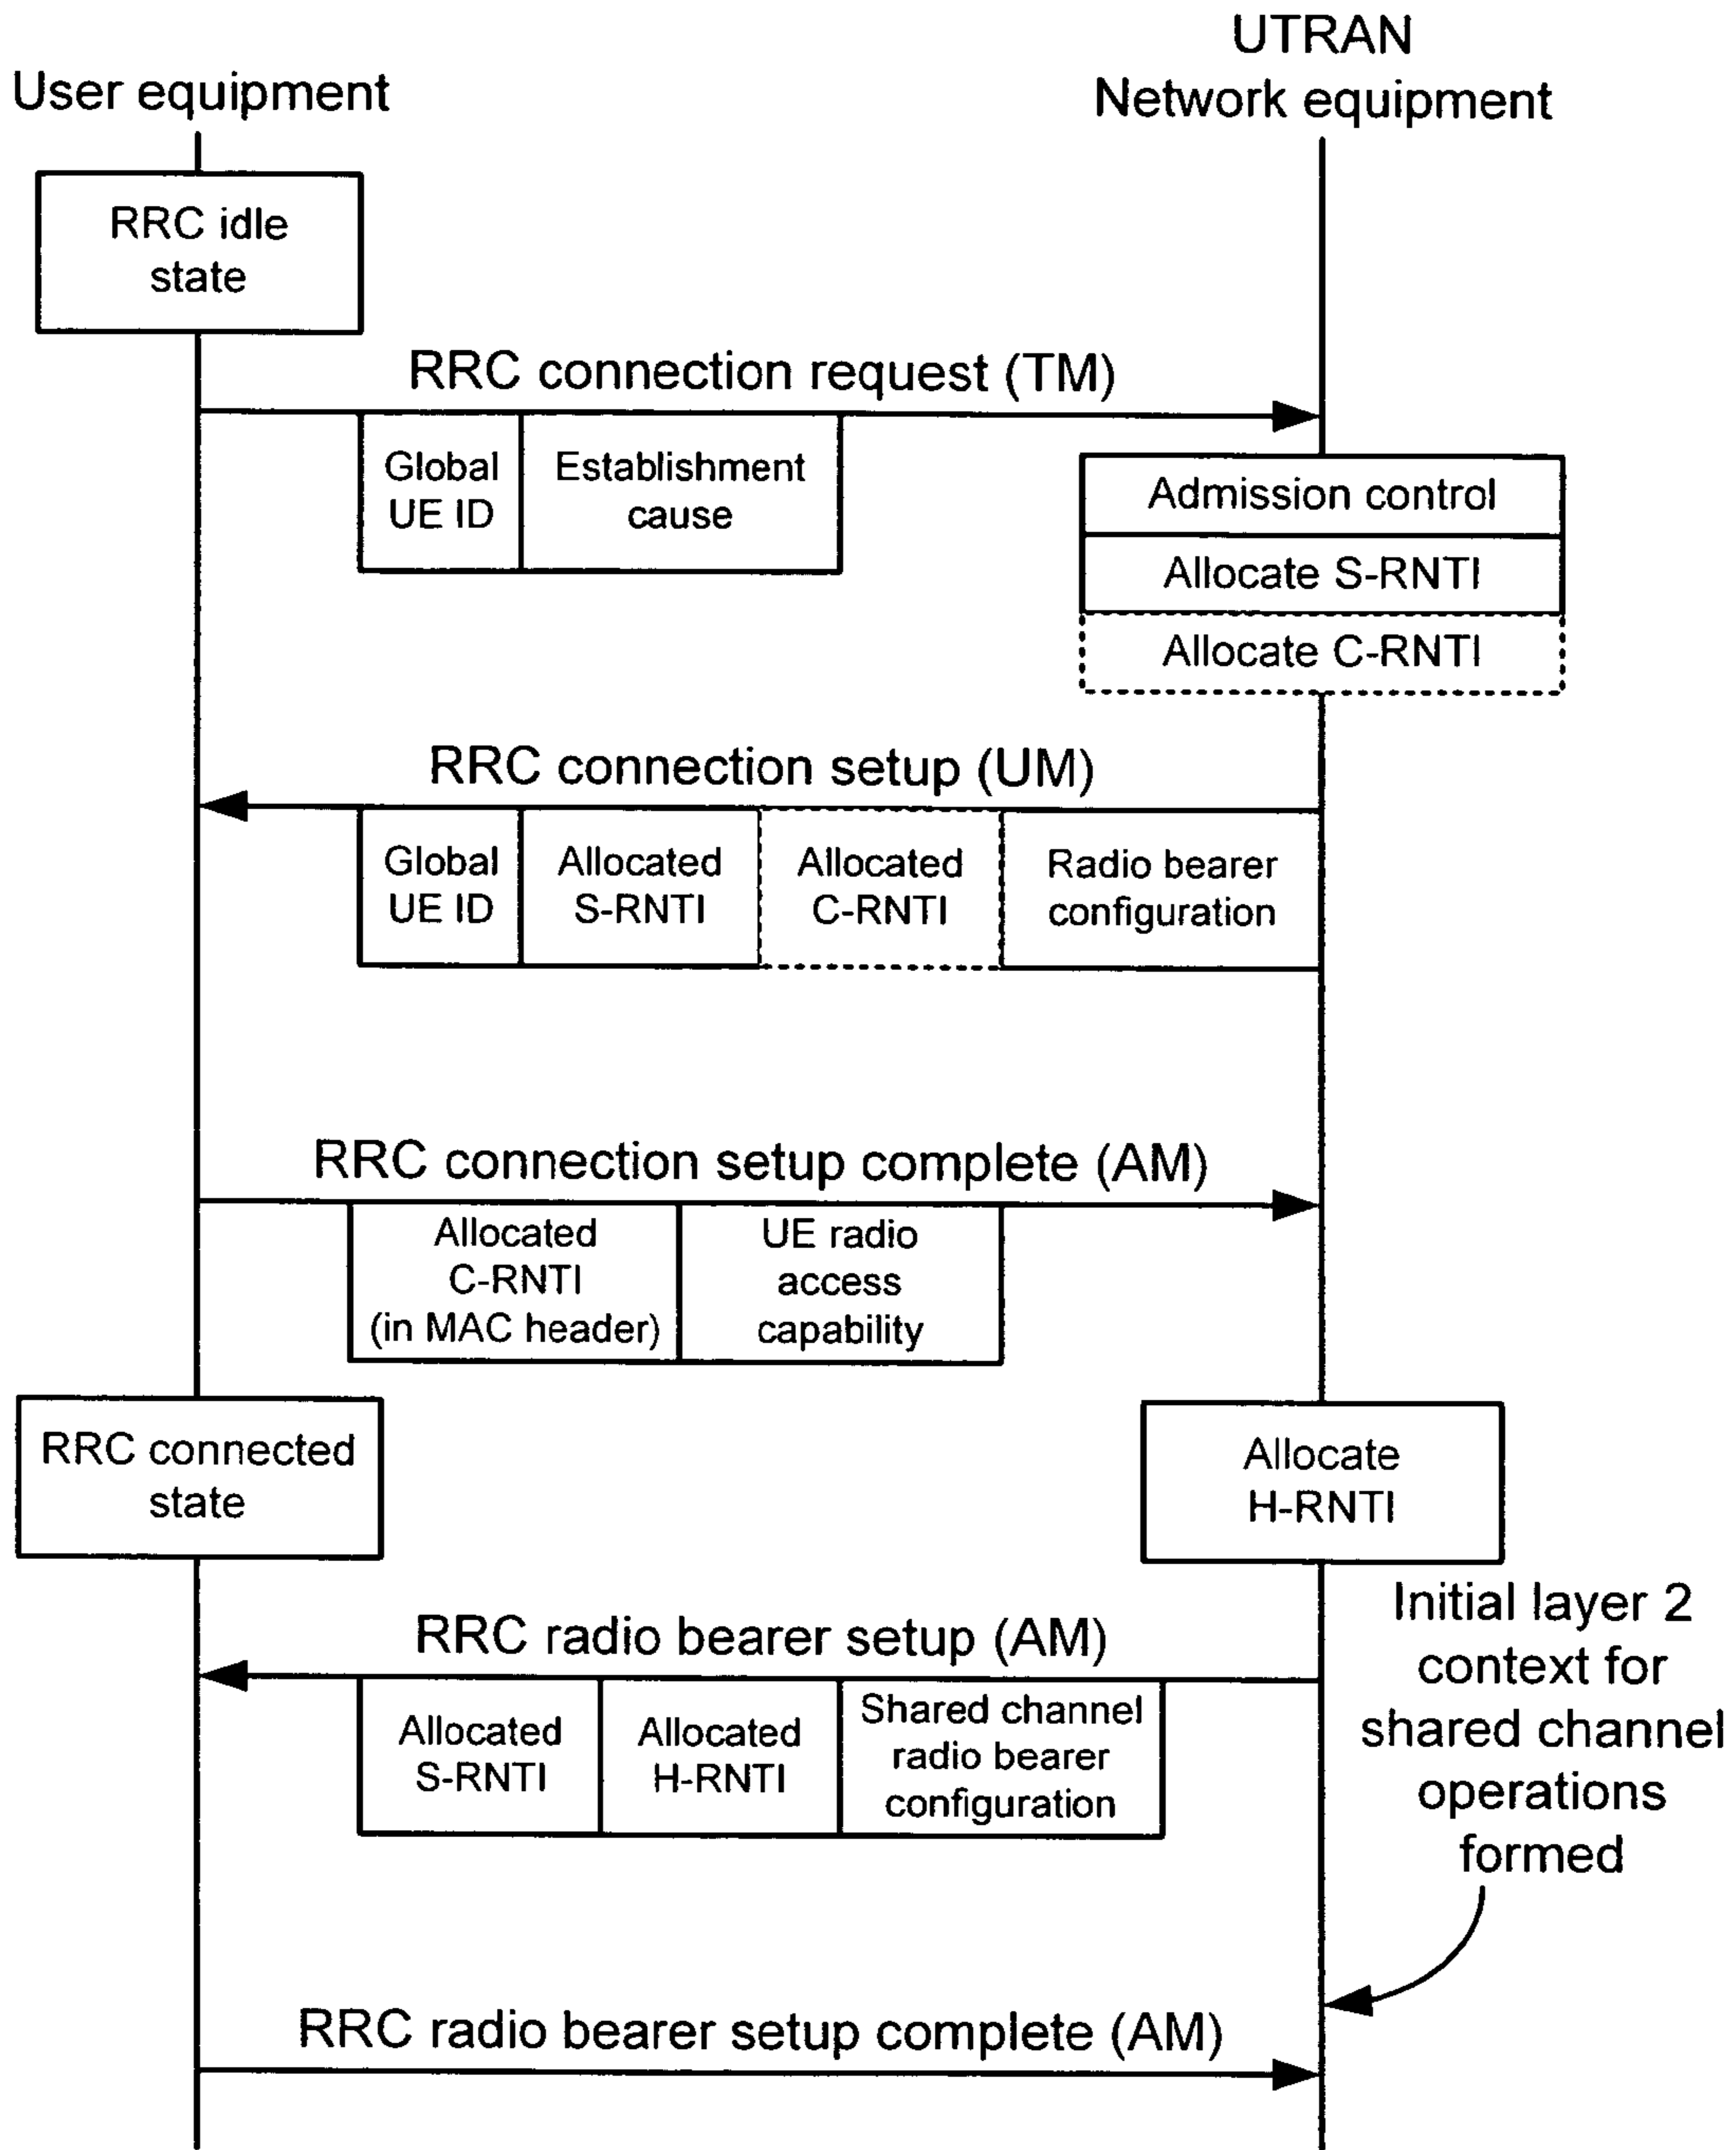 User equipment
UTRAN
Network equipment
RRC idle
state
RRC connection request (TM)
Global
UE ID
Establishment
cause
Admission control
Allocate S-RNTI
Allocate C-RNTI
RRC connection setup (UM)
Global
UE ID
Allocated
S-RNTI
Allocated
C-RNTI
Radio bearer
configuration
RRC connection setup complete (AM)
Allocated
C-RNTI
(in MAC header)
UE radio
access
capability
RRC connected
state
Allocate
H-RNTI
RRC radio bearer setup (AM)
Allocated
S-RNTI
Allocated
H-RNTI
Shared channel
radio bearer
configuration
Initial layer 2
context for
shared channel
operations
formed
RRC radio bearer setup complete (AM)